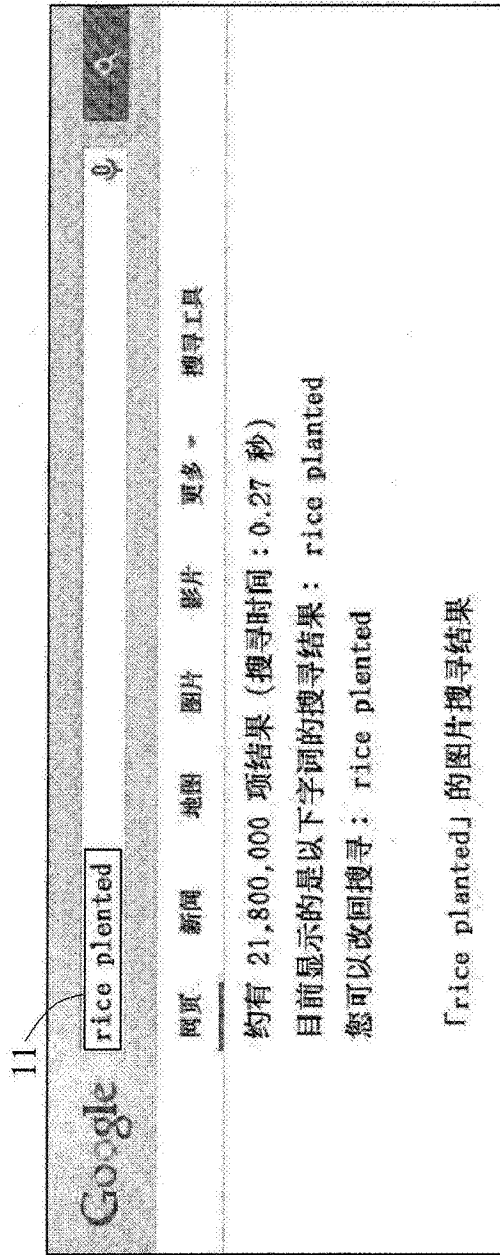 11
Google rice plented
网页 新闻 地图 图片 影片 更多 搜寻工具
约有 21,800,000 项结果 (搜寻时间：0.27 秒)
目前显示的是以下字词的搜寻结果： rice planted
您可以改回搜寻： rice plented
「rice planted」的图片搜寻结果